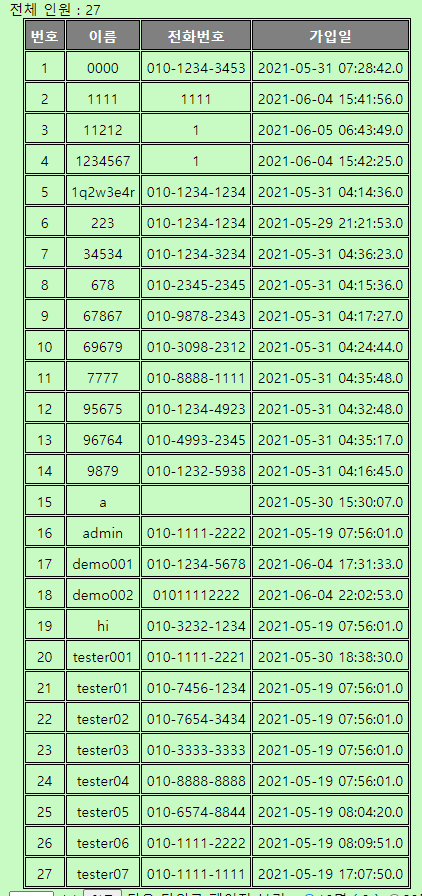 전체 인원 : 27
번호 이름 전화번호 가입일
1 0000 010-1234-3453 2021-05-31 07:28:42.0
2 1111 1111 2021-06-04 15:41:56.0
3 11212 1 2021-06-05 06:43:49.0
4 1234567 1 2021-06-04 15:42:25.0
5 1q2w3e4r 010-1234-1234 2021-05-31 04:14:36.0
6 223 010-1234-1234 2021-05-29 21:21:53.0
7 34534 010-1234-3234 2021-05-31 04:36:23.0
8 678 010-2345-2345 2021-05-31 04:15:36.0
9 67867 010-9878-2343 2021-05-31 04:17:27.0
10 69679 010-3098-2312 2021-05-31 04:24:44.0
11 7777 010-8888-1111 2021-05-31 04:35:48.0
12 95675 010-1234-4923 2021-05-31 04:32:48.0
13 96764 010-4993-2345 2021-05-31 04:35:17.0
14 9879 010-1232-5938 2021-05-31 04:16:45.0
15 a 2021-05-30 15:30:07.0
16 admin 010-1111-2222 2021-05-19 07:56:01.0
17 demo001 010-1234-5678 2021-06-04 17:31:33.0
18 demo002 01011112222 2021-06-04 22:02:53.0
19 hi 010-3232-1234 2021-05-19 07:56:01.0
20 tester001 010-1111-2221 2021-05-30 18:38:30.0
21 tester01 010-7456-1234 2021-05-19 07:56:01.0
22 tester02 010-7654-3434 2021-05-19 07:56:01.0
23 tester03 010-3333-3333 2021-05-19 07:56:01.0
24 tester04 010-8888-8888 2021-05-19 07:56:01.0
25 tester05 010-6574-8844 2021-05-19 08:04:20.0
26 tester06 010-1111-2222 2021-05-19 08:09:51.0
27 tester07 010-1111-1111 2021-05-19 17:07:50.0